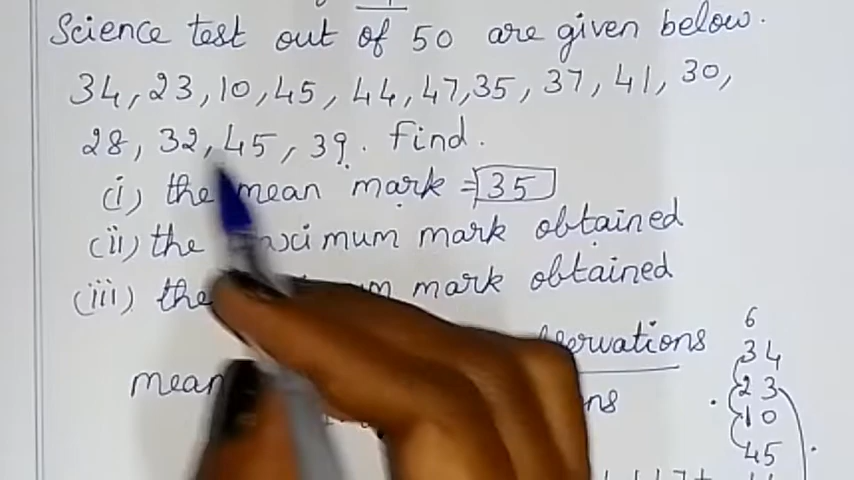 Science test out of 50 are given below.
34, 23, 10, 45, 44, 47, 35, 37, 41, 30,
28, 32, 45, 39. Find.
(i) the mean mark = 35
(ii) the mark obtained
(iii) the mark obtained
mean
6
34
23
10
45